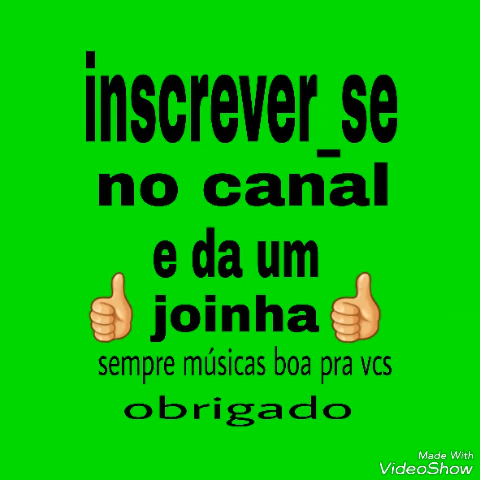 inscrever_se
no canal
e da um
joinha
sempre músicas boa pra vcs
obrigado
Made With
VideoShow